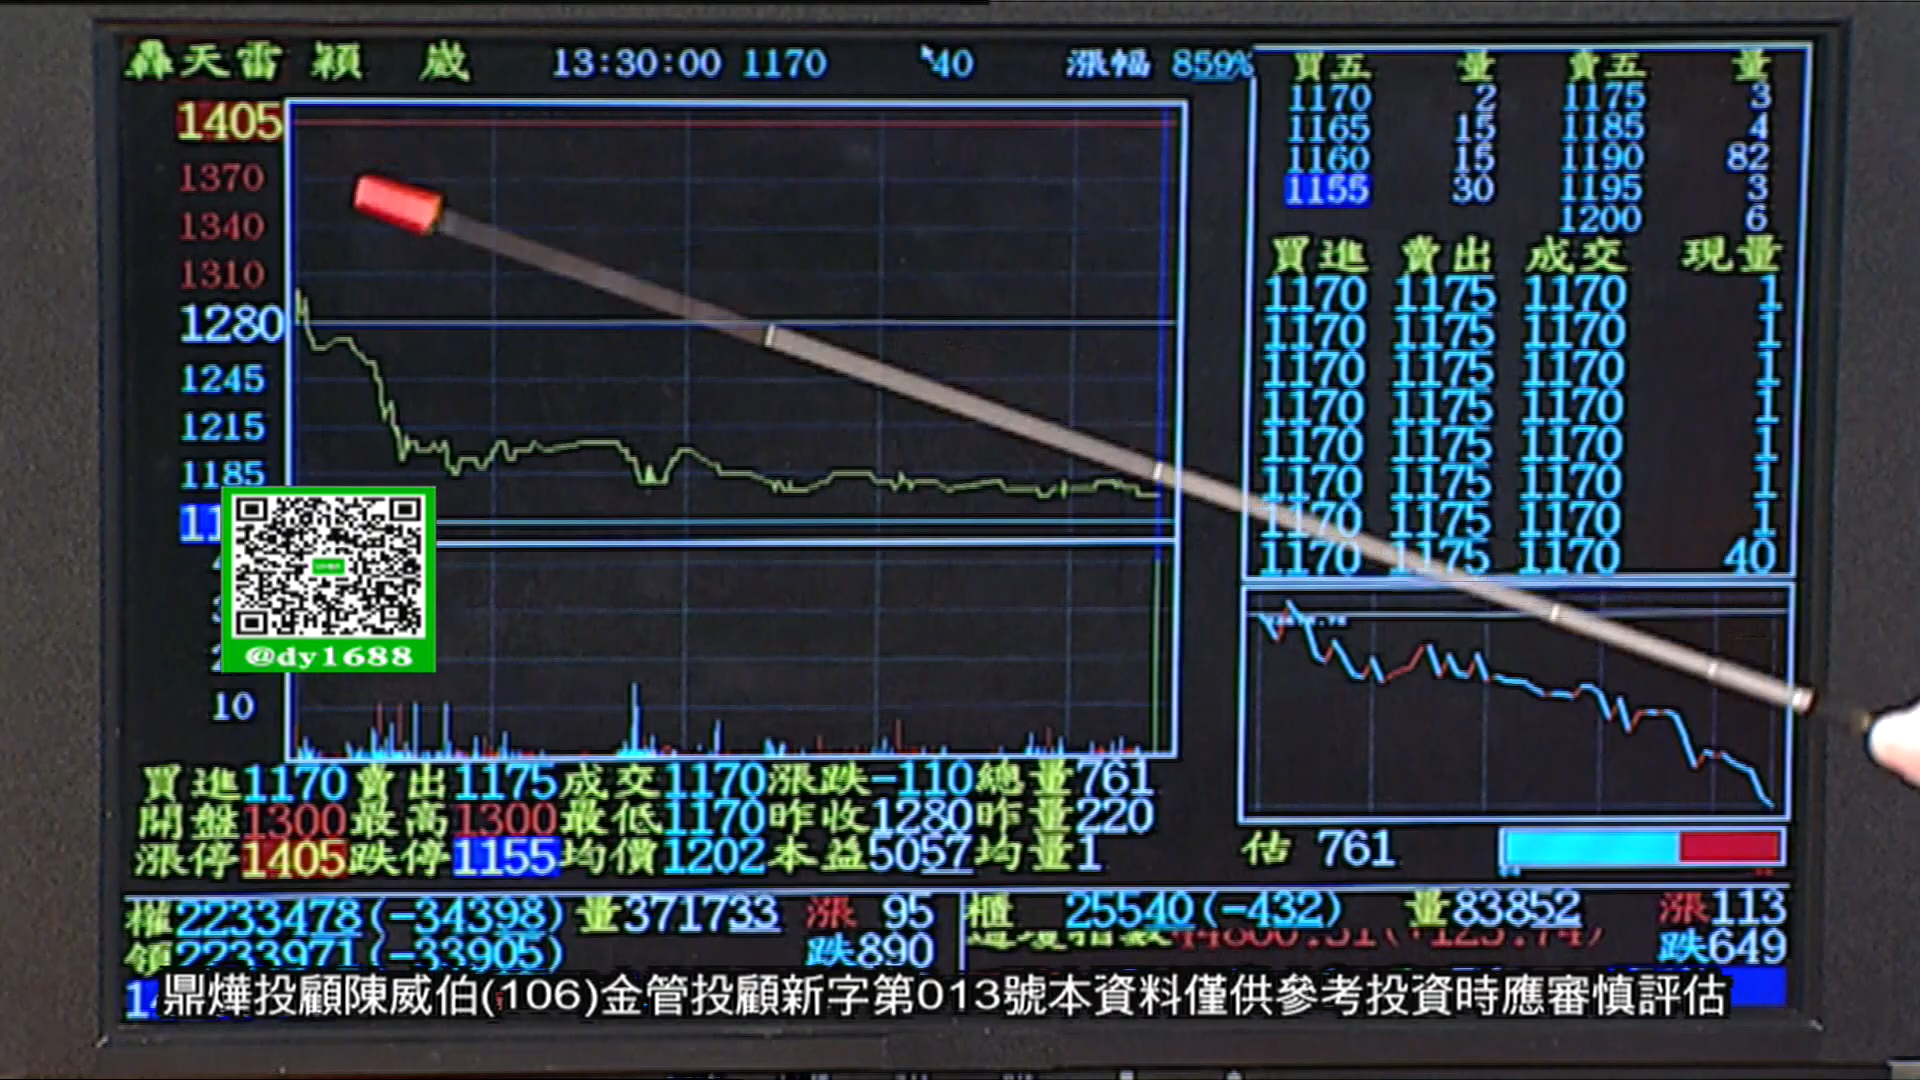 轟天雷 穎 崴 13:30:00 1170 40 漲幅 859%
買五 量 賣五 量
1170 2 1175 3
1165 15 1185 4
1160 15 1190 82
1155 30 1195 3
1200 6
買進 賣出 成交 現量
1170 1175 1170 1
1170 1175 1170 1
1170 1175 1170 1
1170 1175 1170 1
1170 1175 1170 1
1170 1175 1170 1
1170 1175 1170 1
1170 1175 1170 40
1405
1370
1340
1310
1280
1245
1215
1185
11
10
@dy1688
買進1170賣出1175成交1170漲跌-110總量761
開盤1300最高1300最低1170昨收1280昨量220
漲停1405跌停1155均價1202本益5057均量1
估 761
權2233478(-34398) 量371733 漲 95
領2233971(-33905) 跌890
櫃 25540(-432) 量83852 漲113
跌649
鼎燁投顧陳威伯(106)金管投顧新字第013號本資料僅供參考投資時應審慎評估